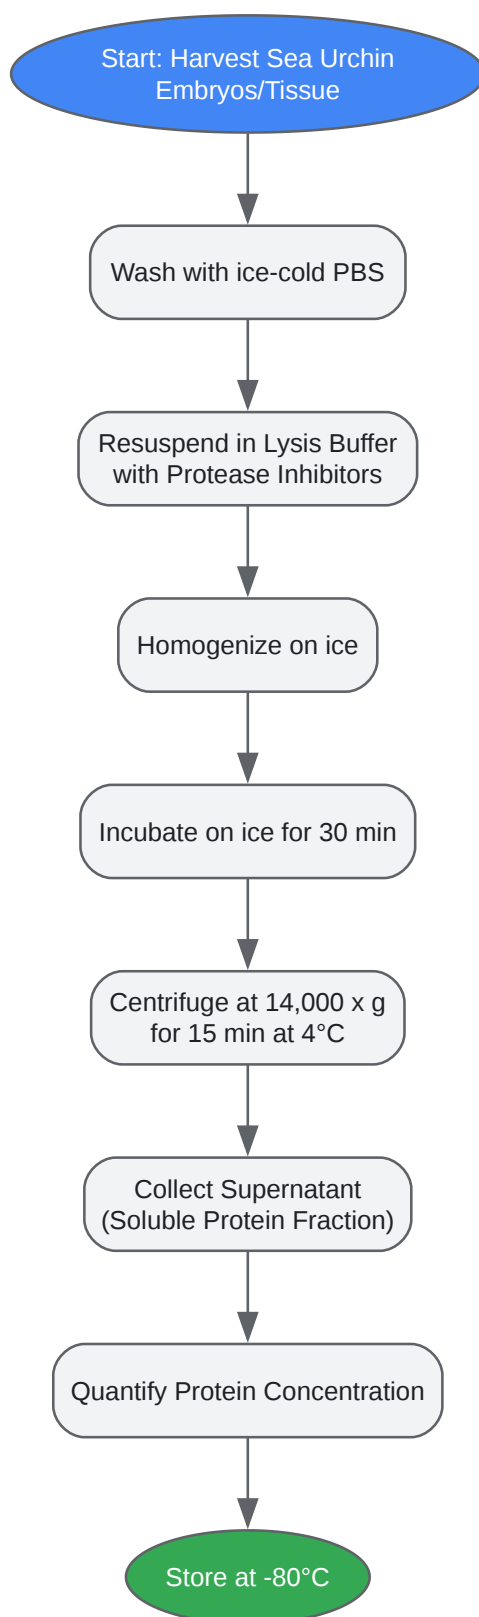 Start: Harvest Sea Urchin
Embryos/Tissue
Wash with ice-cold PBS
Resuspend in Lysis Buffer
with Protease Inhibitors
Homogenize on ice
Incubate on ice for 30 min
Centrifuge at 14,000 x g
for 15 min at 4°C
Collect Supernatant
(Soluble Protein Fraction)
Quantify Protein Concentration
Store at -80°C